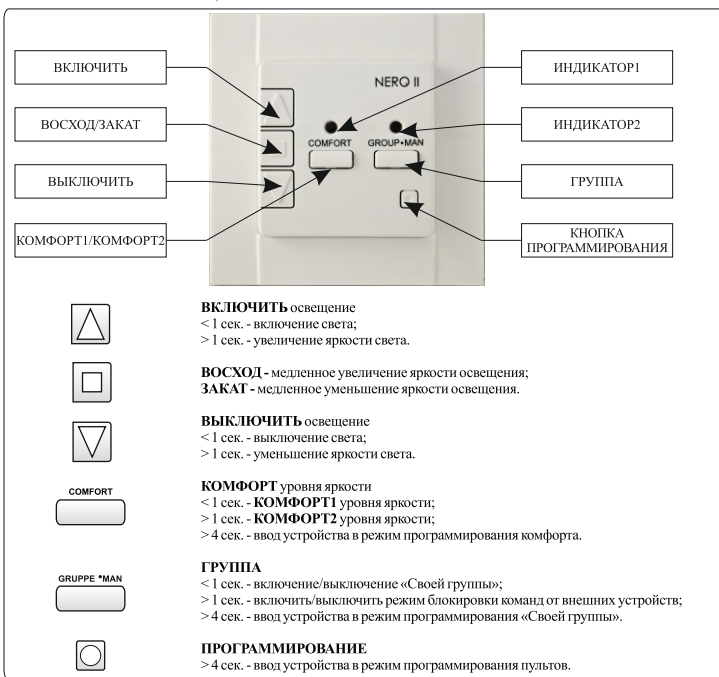 ВКЛЮЧИТЬ
ВОСХОД/ЗАКАТ
ВЫКЛЮЧИТЬ
КОМФОРТ1/КОМФОРТ2
NERO II
COMFORT
GROUP•MAN
ИНДИКАТОР1
ИНДИКАТОР2
ГРУППА
КНОПКА
ПРОГРАММИРОВАНИЯ
ВКЛЮЧИТЬ освещение
< 1 сек. - включение света;
> 1 сек. - увеличение яркости света.
ВОСХОД - медленное увеличение яркости освещения;
ЗАКАТ - медленное уменьшение яркости освещения.
ВЫКЛЮЧИТЬ освещение
< 1 сек. - выключение света;
> 1 сек. - уменьшение яркости света.
COMFORT
КОМФОРТ уровня яркости
< 1 сек. - КОМФОРТ1 уровня яркости;
> 1 сек. - КОМФОРТ2 уровня яркости;
> 4 сек. - ввод устройства в режим программирования комфорта.
GRUPPE •MAN
ГРУППА
< 1 сек. - включение/выключение «Своей группы»;
> 1 сек. - включить/выключить режим блокировки команд от внешних устройств;
> 4 сек. - ввод устройства в режим программирования «Своей группы».
ПРОГРАММИРОВАНИЕ
> 4 сек. - ввод устройства в режим программирования пультов.